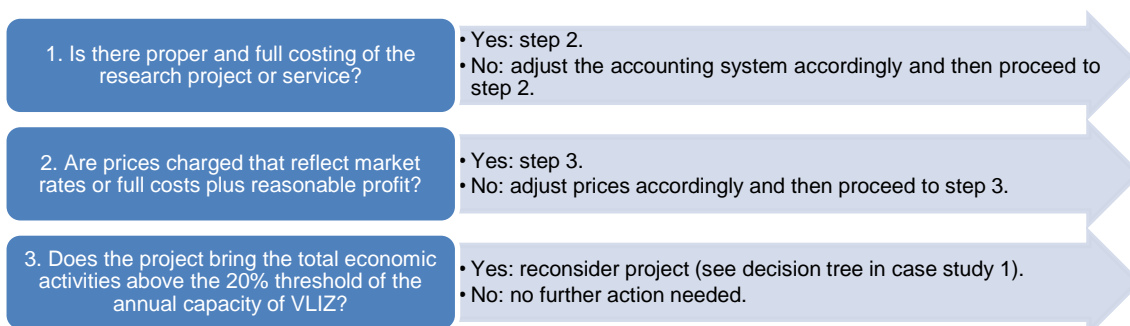 1. Is there proper and full costing of the
research project or service?
• Yes: step 2.
• No: adjust the accounting system accordingly and then proceed to
step 2.
2. Are prices charged that reflect market
rates or full costs plus reasonable profit?
• Yes: step 3.
• No: adjust prices accordingly and then proceed to step 3.
3. Does the project bring the total economic
activities above the 20% threshold of the
annual capacity of VLIZ?
• Yes: reconsider project (see decision tree in case study 1).
• No: no further action needed.